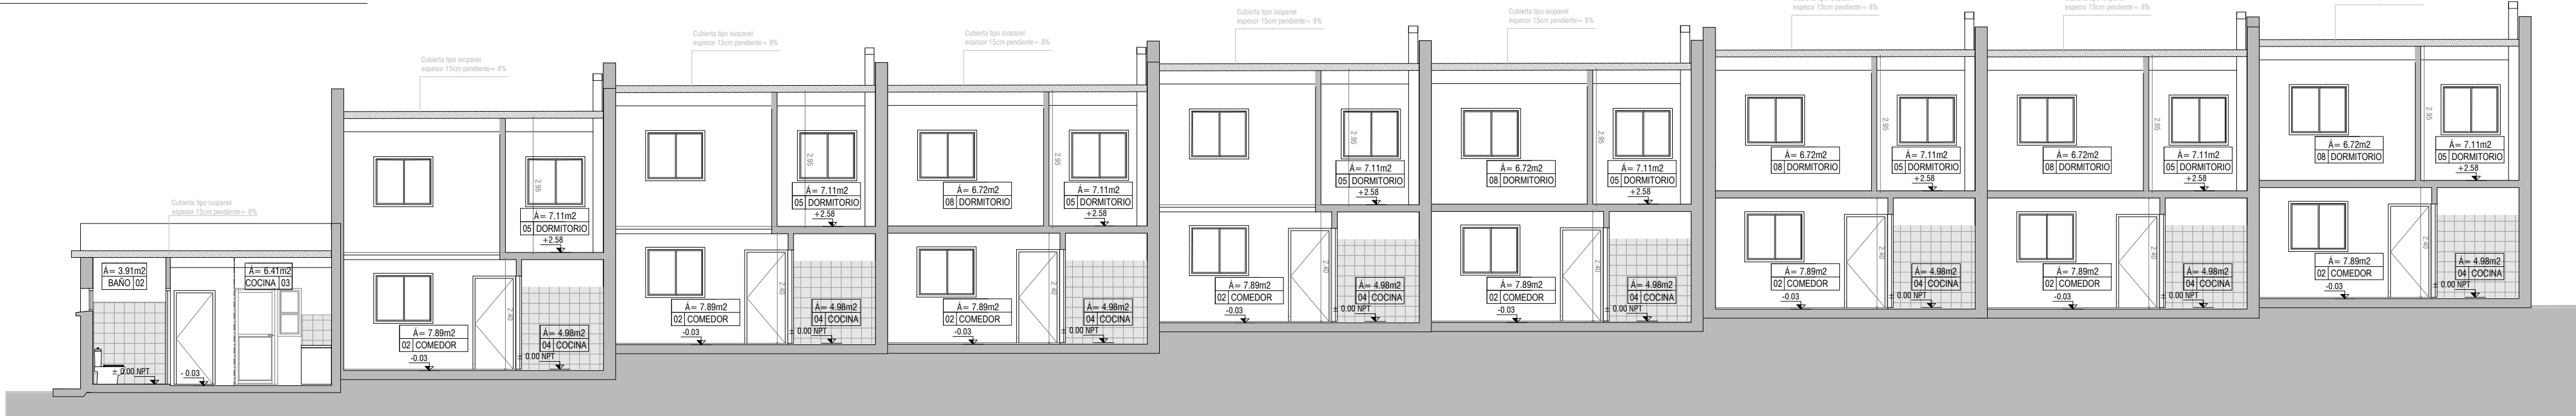 Cubierta tipo isopanel
espesor 15cm pendiente= 8%
Á= 3.91m2
BAÑO 02
Á= 6.41m2
COCINA 03
± 0.00 NPT
- 0.03
Cubierta tipo isopanel
espesor 15cm pendiente= 8%
2.95
Á= 7.11m2
05 DORMITORIO
+2.58
2.40
Á= 7.89m2
02 COMEDOR
-0.03
Á= 4.98m2
04 COCINA
± 0.00 NPT
Cubierta tipo isopanel
espesor 15cm pendiente= 8%
2.95
Á= 7.11m2
05 DORMITORIO
+2.58
2.40
Á= 7.89m2
02 COMEDOR
-0.03
Á= 4.98m2
04 COCINA
± 0.00 NPT
Cubierta tipo isopanel
espesor 15cm pendiente= 8%
2.95
Á= 6.72m2
08 DORMITORIO
Á= 7.11m2
05 DORMITORIO
+2.58
2.40
Á= 7.89m2
02 COMEDOR
-0.03
Á= 4.98m2
04 COCINA
± 0.00 NPT
Cubierta tipo isopanel
espesor 15cm pendiente= 8%
2.95
Á= 7.11m2
05 DORMITORIO
+2.58
2.40
Á= 7.89m2
02 COMEDOR
-0.03
Á= 4.98m2
04 COCINA
± 0.00 NPT
Cubierta tipo isopanel
espesor 15cm pendiente= 8%
2.95
Á= 6.72m2
08 DORMITORIO
Á= 7.11m2
05 DORMITORIO
+2.58
2.40
Á= 7.89m2
02 COMEDOR
-0.03
Á= 4.98m2
04 COCINA
± 0.00 NPT
espesor 15cm pendiente= 8%
2.95
Á= 6.72m2
08 DORMITORIO
Á= 7.11m2
05 DORMITORIO
+2.58
2.40
Á= 7.89m2
02 COMEDOR
-0.03
Á= 4.98m2
04 COCINA
± 0.00 NPT
espesor 15cm pendiente= 8%
2.95
Á= 6.72m2
08 DORMITORIO
Á= 7.11m2
05 DORMITORIO
+2.58
2.40
Á= 7.89m2
02 COMEDOR
-0.03
Á= 4.98m2
04 COCINA
± 0.00 NPT
2.95
Á= 6.72m2
08 DORMITORIO
Á= 7.11m2
05 DORMITORIO
+2.58
2.40
Á= 7.89m2
02 COMEDOR
-0.03
Á= 4.98m2
04 COCINA
± 0.00 NPT